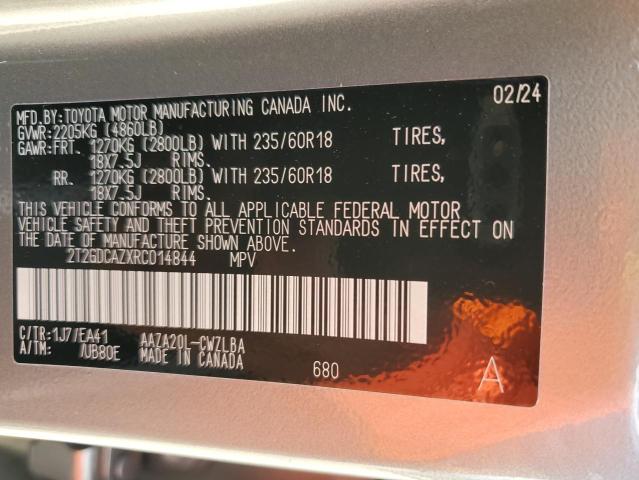 MFD.BY:TOYOTA MOTOR MANUFACTURING CANADA INC. 02/24
GVWR:2205KG (4860LB)
GAWR:FRT. 1270KG (2800LB) WITH 235/60R18 TIRES,
18X7.5J RIMS.
RR. 1270KG (2800LB) WITH 235/60R18 TIRES,
18X7.5J RIMS.
THIS VEHICLE CONFORMS TO ALL APPLICABLE FEDERAL MOTOR
VEHICLE SAFETY AND THEFT PREVENTION STANDARDS IN EFFECT ON
THE DATE OF MANUFACTURE SHOWN ABOVE.
2T2GDCAZXRC014844 MPV
C/TR:1J7/EA41 AAZA20L-CWZLBA
A/TM: /UB80E MADE IN CANADA
680 A